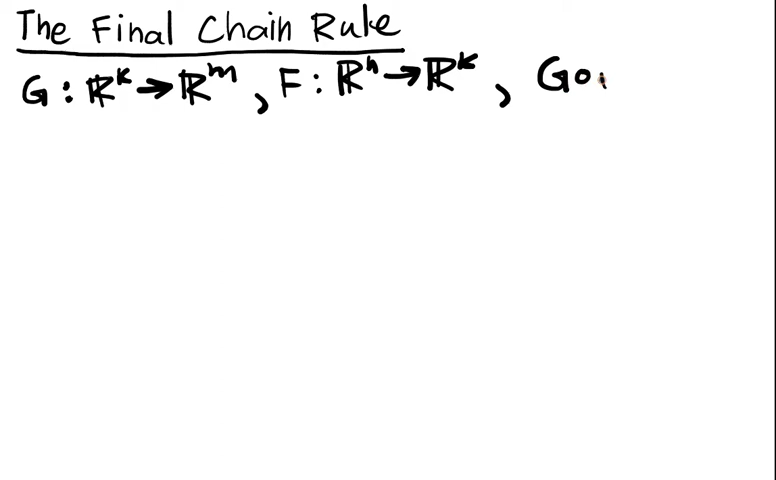 The Final Chain Rule
G : ℝᵏ → ℝᵐ , F : ℝⁿ → ℝᵏ , G∘